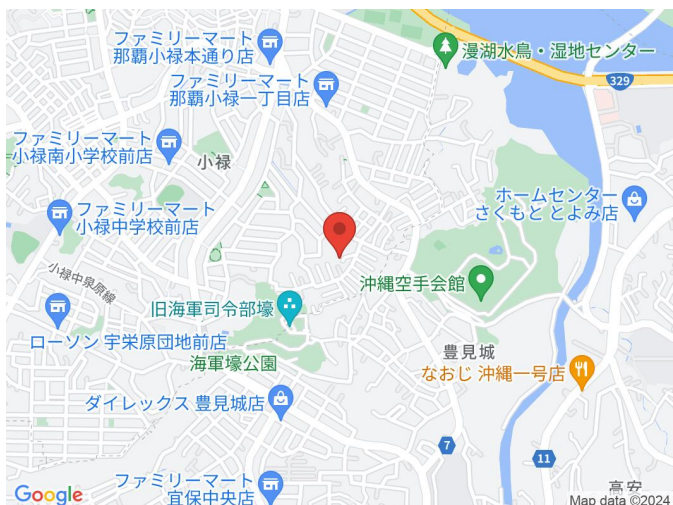 ファミリーマート
那覇小禄本通り店
漫湖水鳥・湿地センター
ファミリーマート
那覇小禄一丁目店
329
ファミリーマート
小禄南小学校前店
小禄
ホームセンター
さくもと とよみ店
ファミリーマート
小禄中学校前店
小禄中泉原線
沖縄空手会館
旧海軍司令部壕
ローソン 宇栄原団地前店
豊見城
海軍壕公園
なおじ 沖縄一号店
ダイレックス 豊見城店
7
11
ファミリーマート
宜保中央店
高安
Google
Map data ©2024